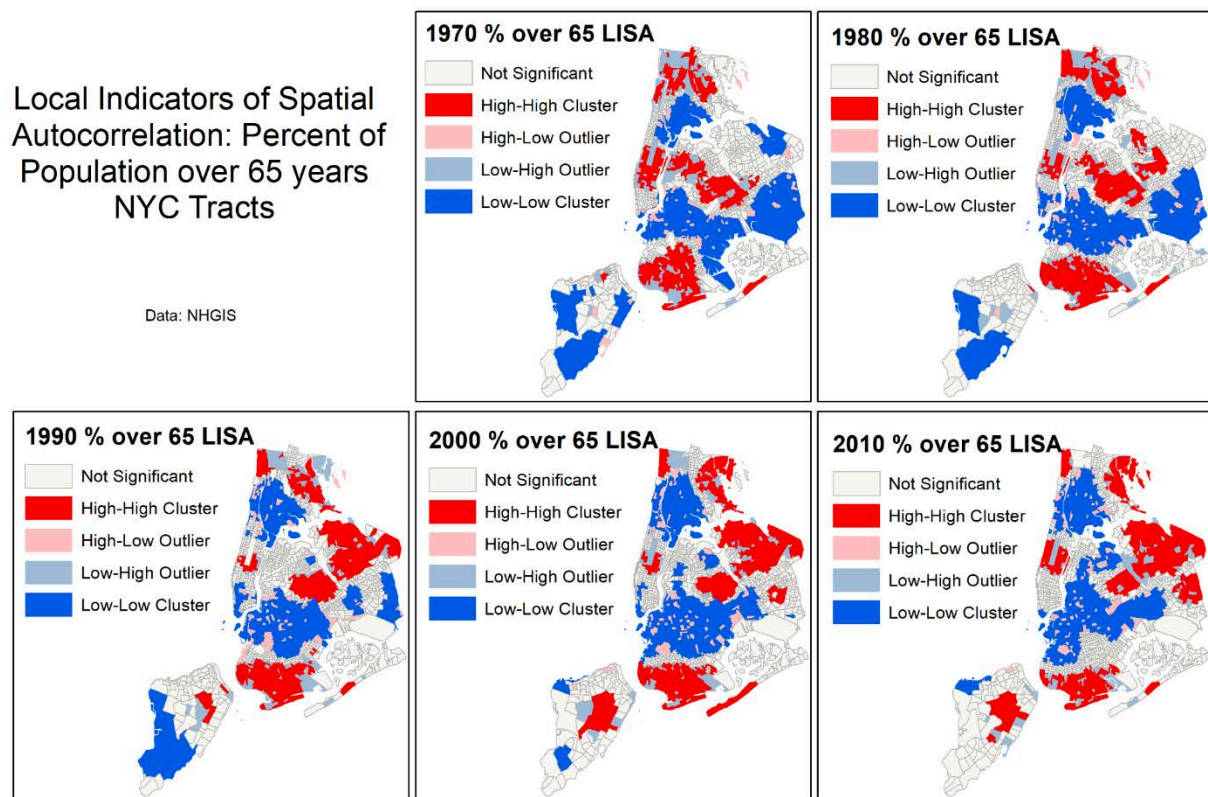 Local Indicators of Spatial
Autocorrelation: Percent of
Population over 65 years
NYC Tracts
Data: NHGIS
1970 % over 65 LISA
Not Significant
High-High Cluster
High-Low Outlier
Low-High Outlier
Low-Low Cluster
1980 % over 65 LISA
Not Significant
High-High Cluster
High-Low Outlier
Low-High Outlier
Low-Low Cluster
1990 % over 65 LISA
Not Significant
High-High Cluster
High-Low Outlier
Low-High Outlier
Low-Low Cluster
2000 % over 65 LISA
Not Significant
High-High Cluster
High-Low Outlier
Low-High Outlier
Low-Low Cluster
2010 % over 65 LISA
Not Significant
High-High Cluster
High-Low Outlier
Low-High Outlier
Low-Low Cluster